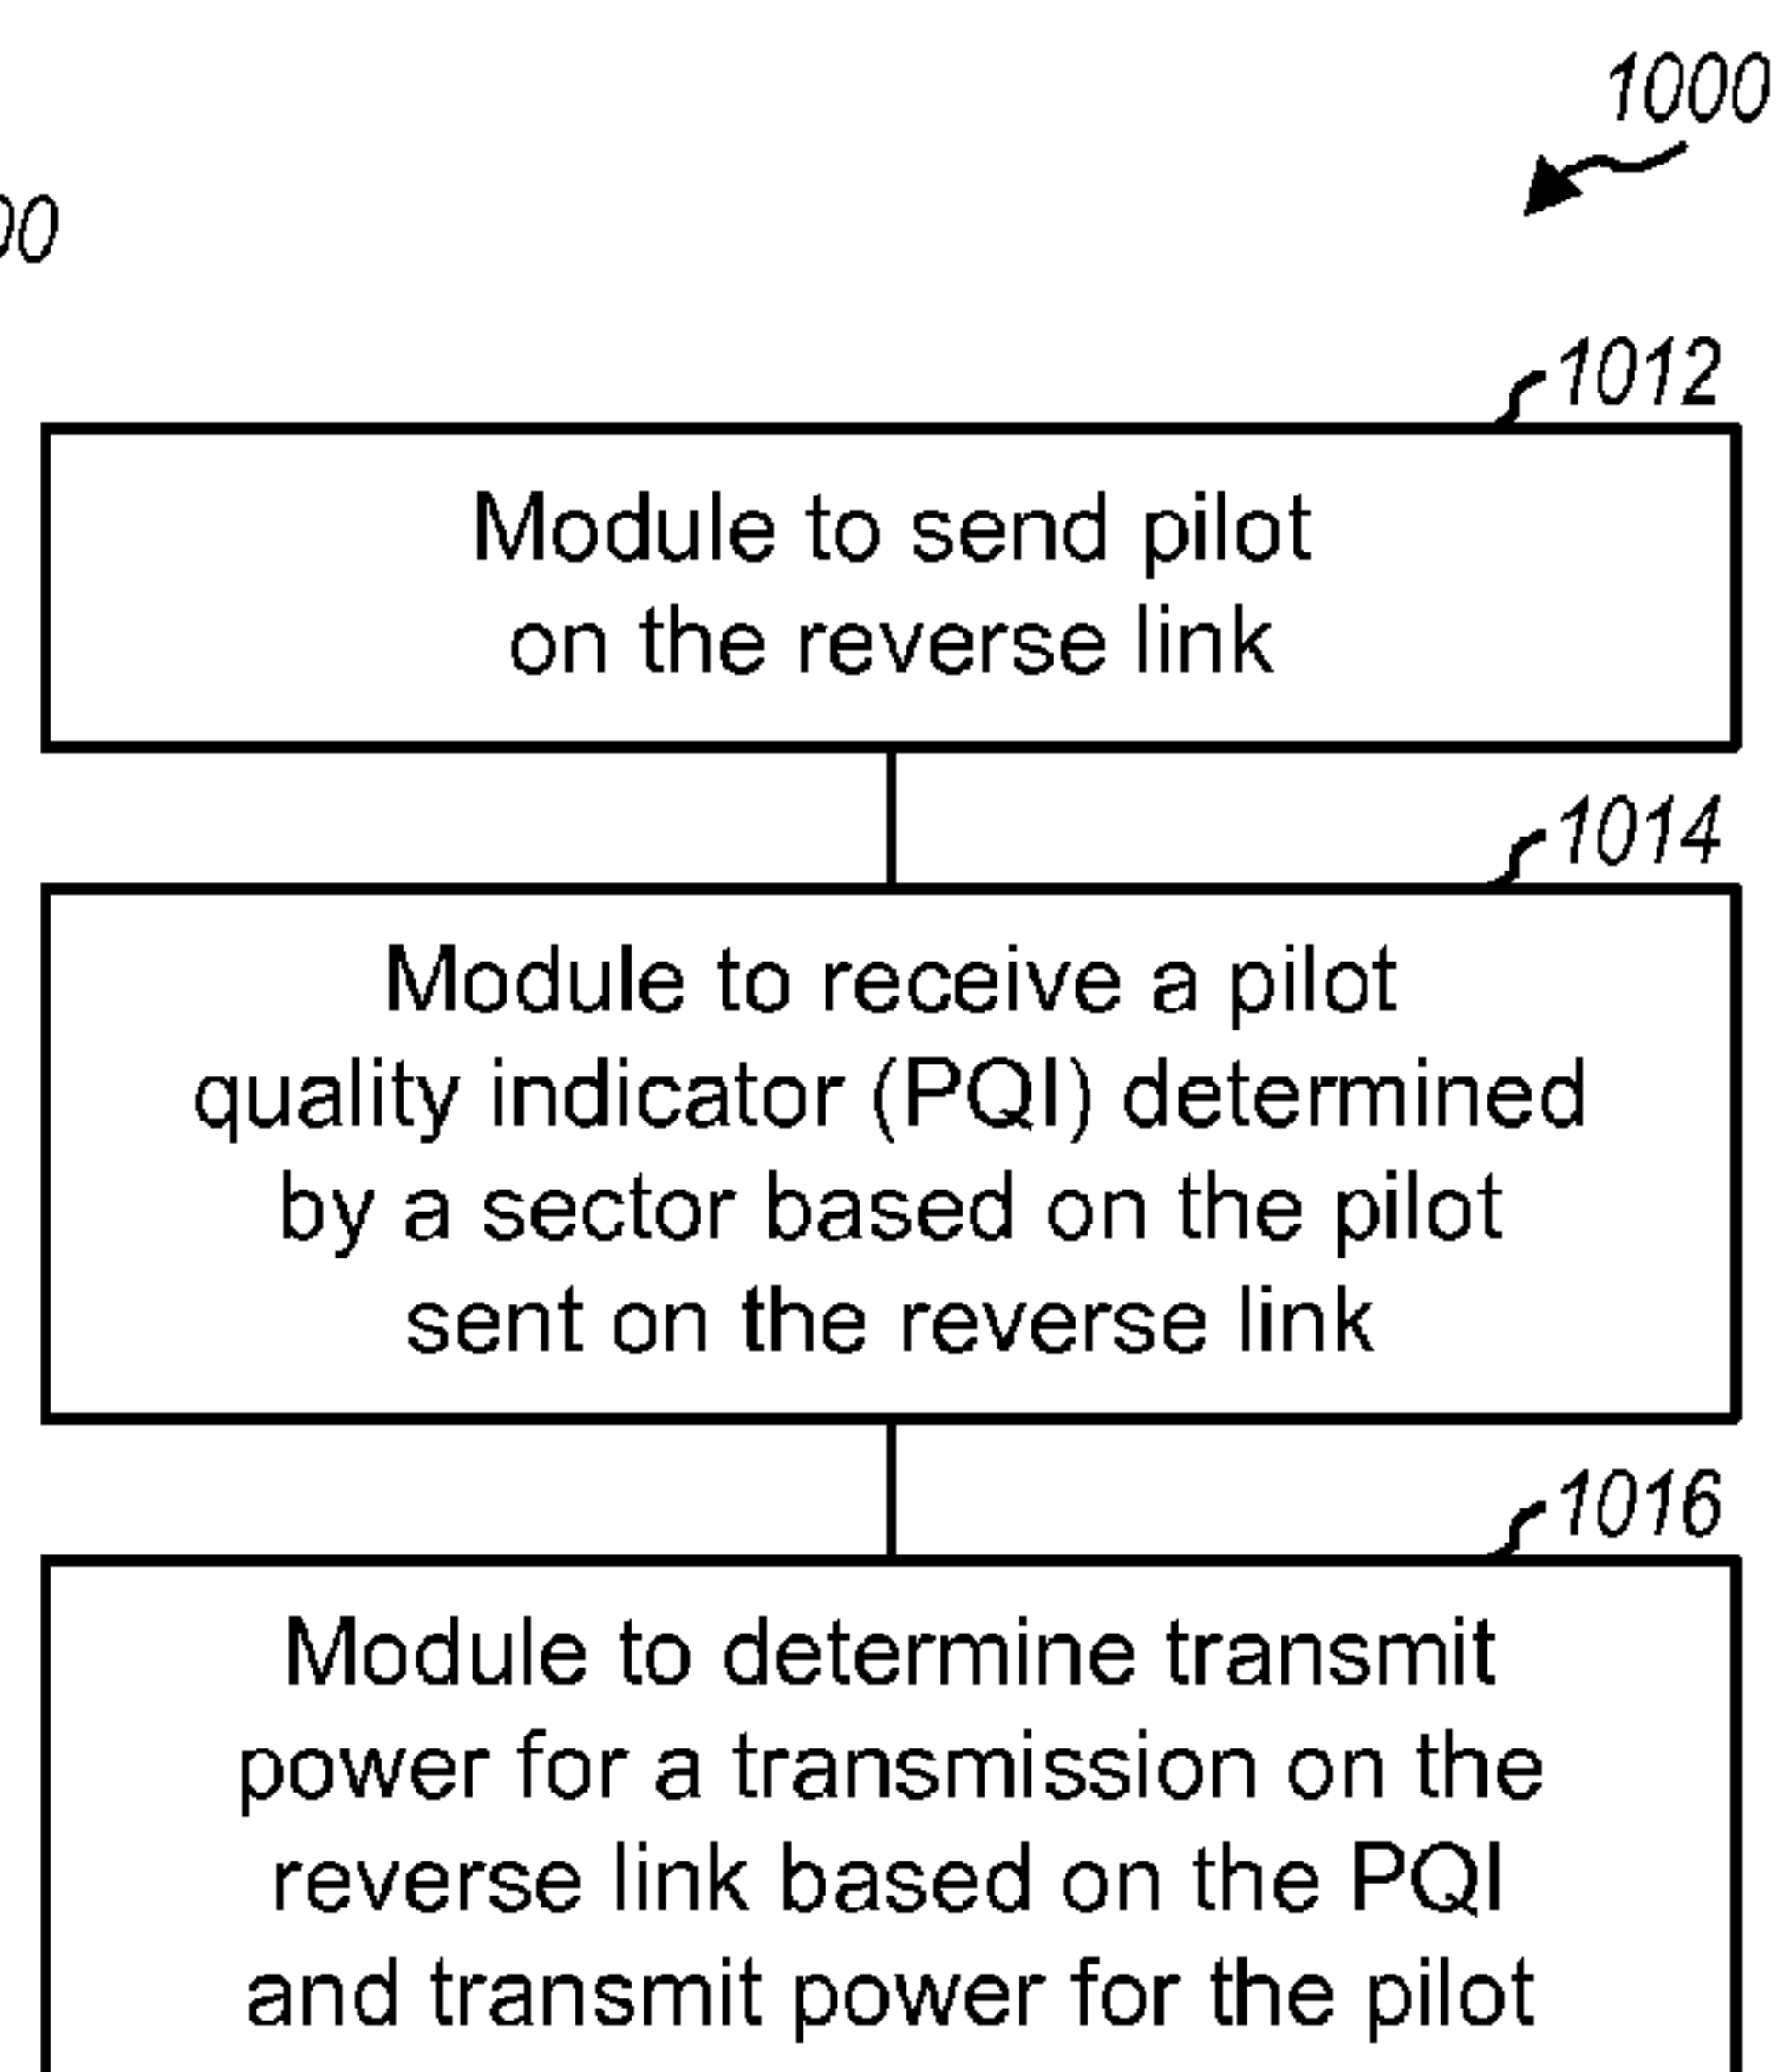 1000
1012
Module to send pilot
on the reverse link
1014
Module to receive a pilot
quality indicator (PQI) determined
by a sector based on the pilot
sent on the reverse link
1016
Module to determine transmit
power for a transmission on the
reverse link based on the PQI
and transmit power for the pilot